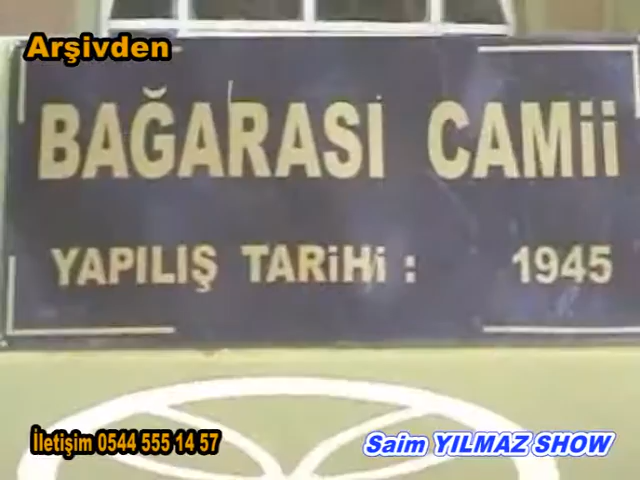 Arşivden
BAĞARASI CAMii
YAPILIŞ TARiHi : 1945
İletişim 0544 555 14 57
Saim YILMAZ SHOW